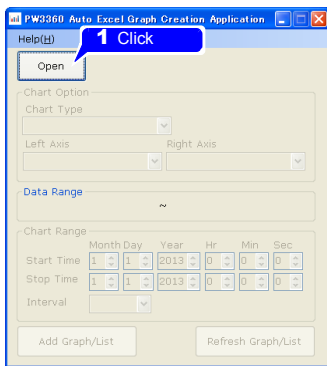 PW3360 Auto Excel Graph Creation Application
Help(H)
1 Click
Open
Chart Option
Chart Type
Left Axis Right Axis
Data Range
~
Chart Range
Month Day Year Hr Min Sec
Start Time 1 1 2013 0 0 0
Stop Time 1 1 2013 0 0 0
Interval
Add Graph/List Refresh Graph/List